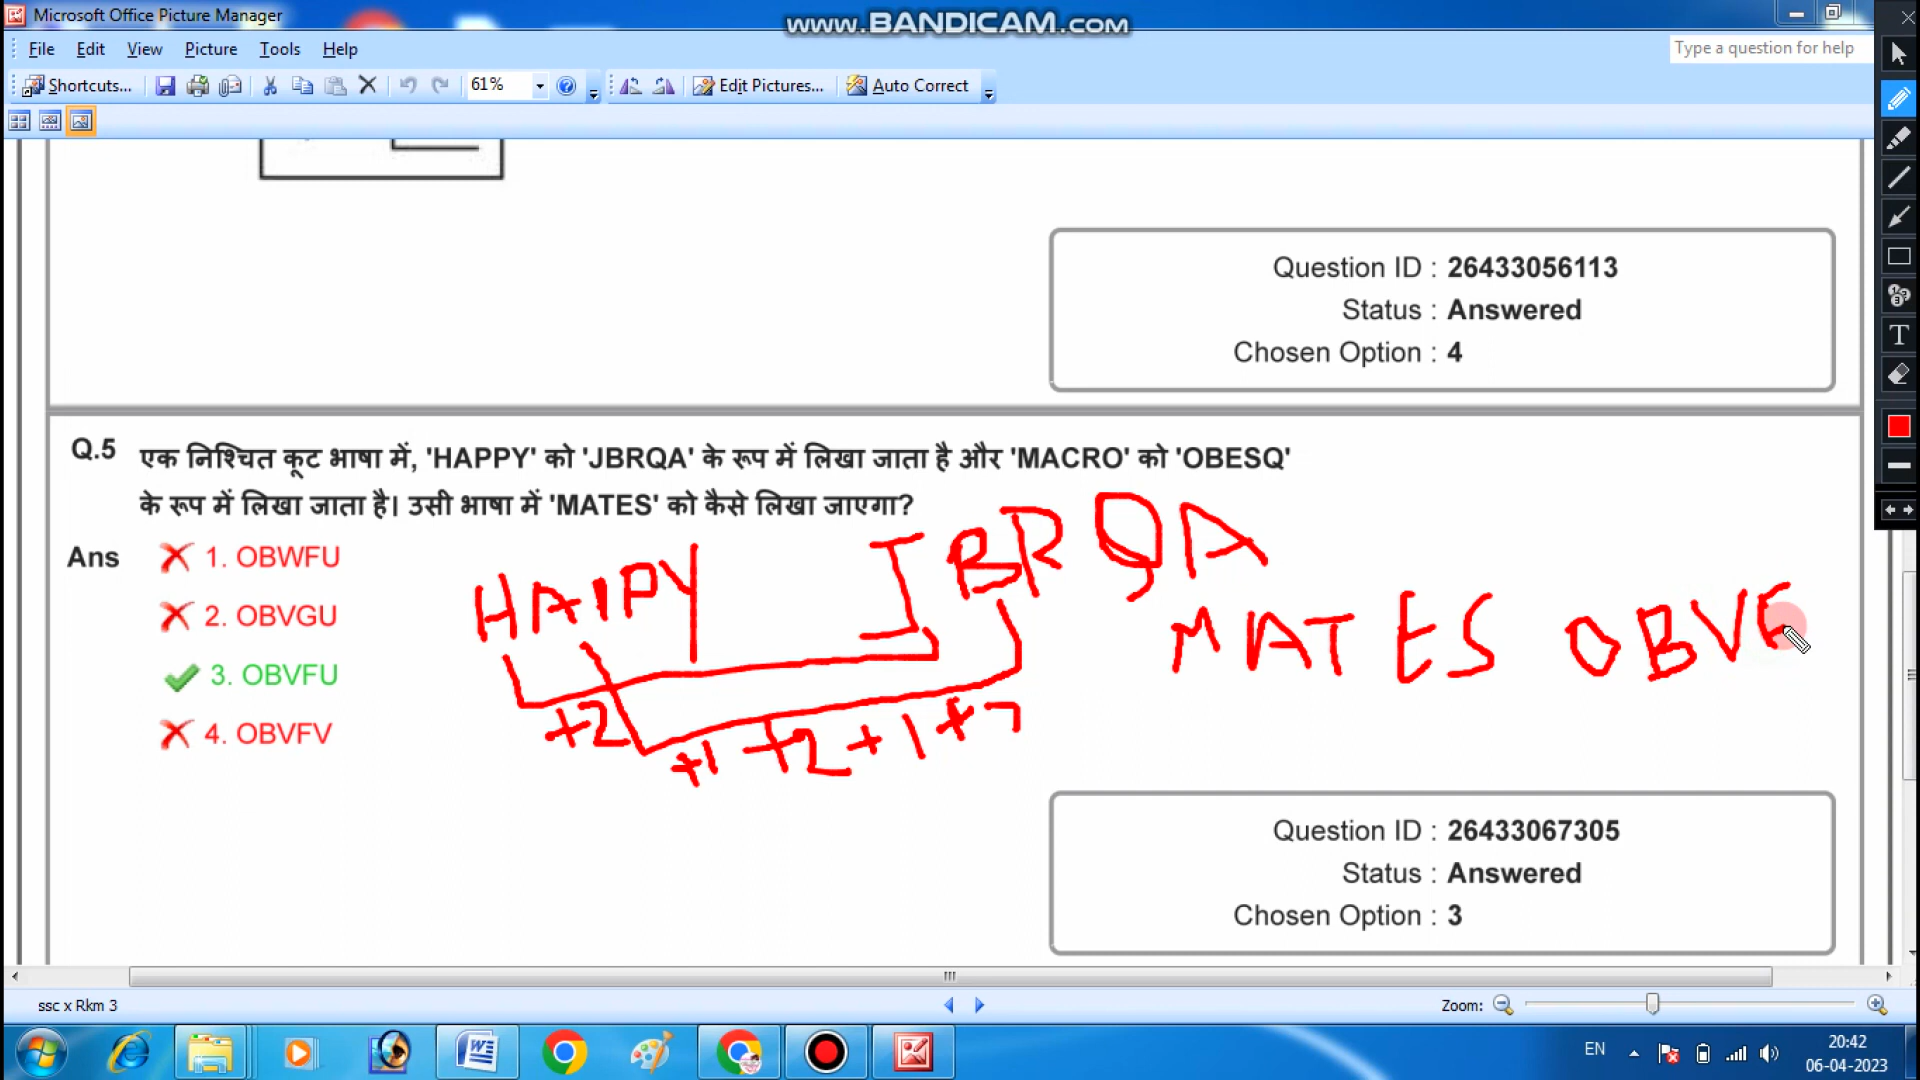 Microsoft Office Picture Manager
www.BANDICAM.com
File Edit View Picture Tools Help
Type a question for help
Shortcuts... 61% Edit Pictures... Auto Correct
Question ID : 26433056113
Status : Answered
Chosen Option : 4
Q.5 एक निश्चित कूट भाषा में, 'HAPPY' को 'JBRQA' के रूप में लिखा जाता है और 'MACRO' को 'OBESQ'
के रूप में लिखा जाता है। उसी भाषा में 'MATES' को कैसे लिखा जाएगा?
Ans 1. OBWFU
2. OBVGU
3. OBVFU
4. OBVFV
HAPPY JBRQA
MATES OBVF
+2 +1 +2 +1 +2
Question ID : 26433067305
Status : Answered
Chosen Option : 3
ssc x Rkm 3
Zoom:
EN
20:42
06-04-2023